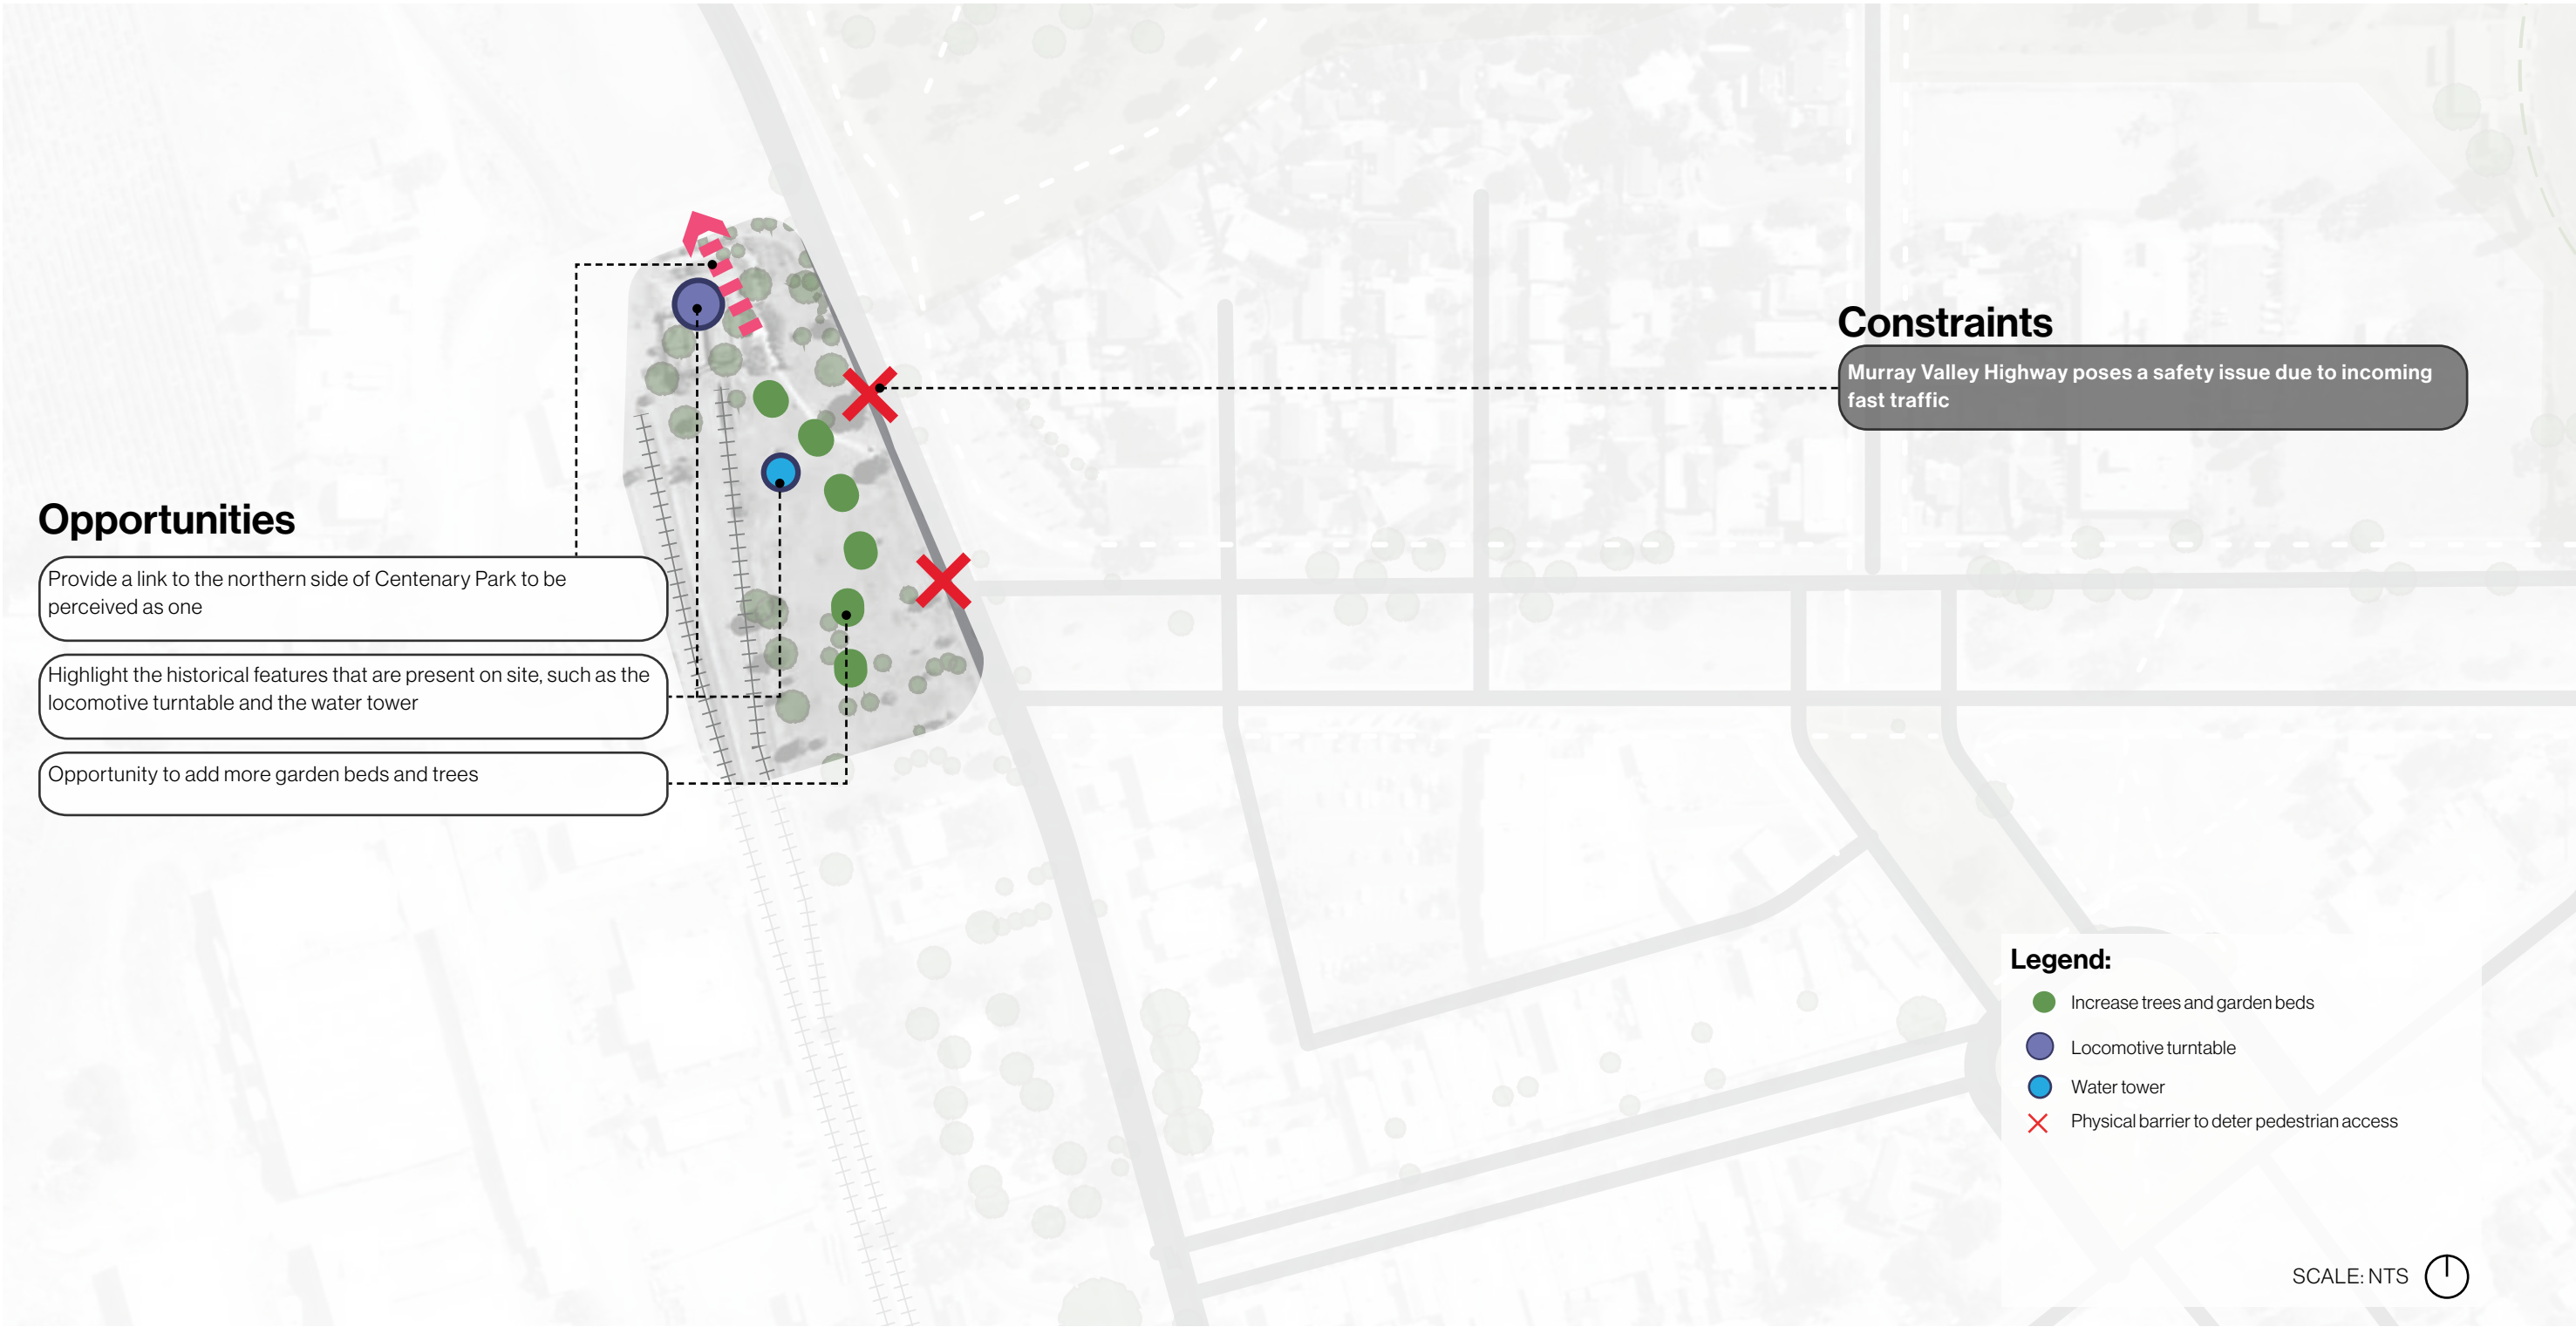 Opportunities
Provide a link to the northern side of Centenary Park to be
perceived as one
Highlight the historical features that are present on site, such as the
locomotive turntable and the water tower
Opportunity to add more garden beds and trees
Constraints
Murray Valley Highway poses a safety issue due to incoming
fast traffic
Legend:
Increase trees and garden beds
Locomotive turntable
Water tower
Physical barrier to deter pedestrian access
SCALE: NTS